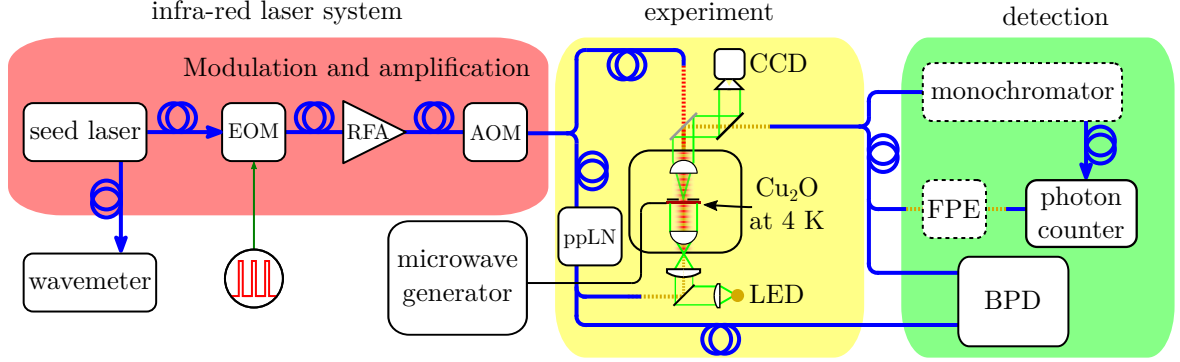 infra-red laser system
experiment
detection
Modulation and amplification
CCD
monochromator
seed laser
EOM
RFA
AOM
Cu₂O
at 4 K
FPE
photon
counter
ppLN
wavemeter
microwave
generator
LED
BPD